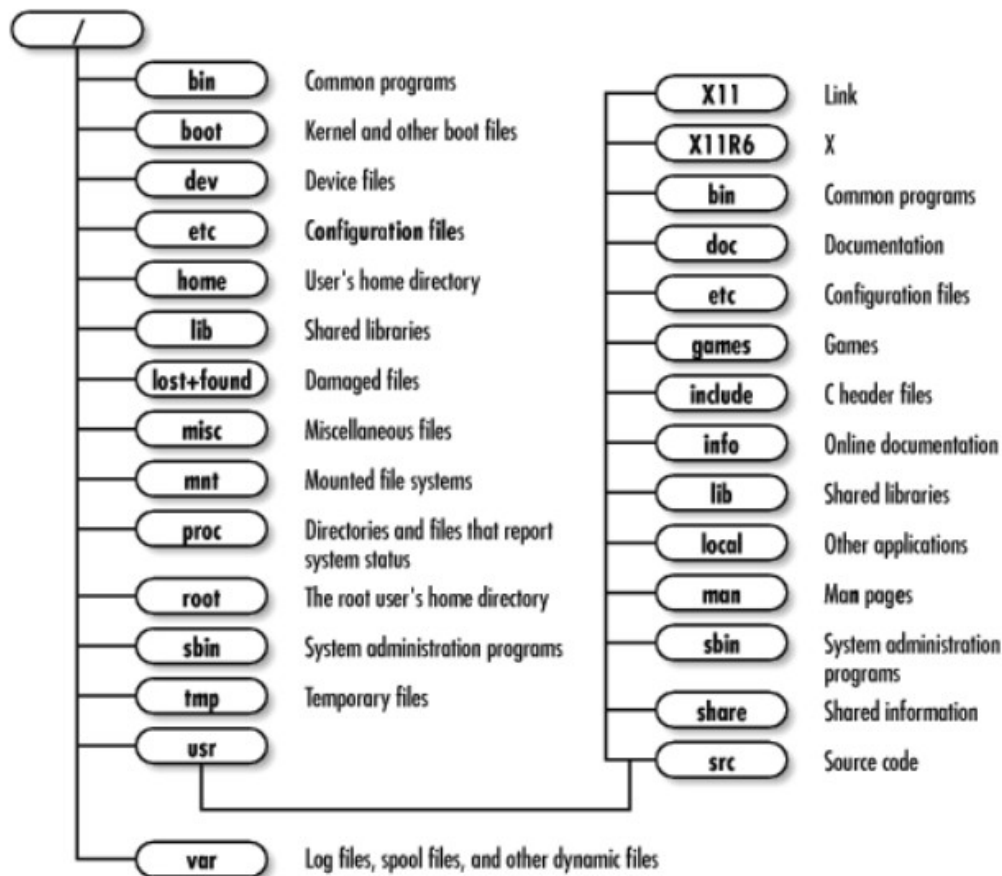 /
bin Common programs
boot Kernel and other boot files
dev Device files
etc Configuration files
home User's home directory
lib Shared libraries
lost+found Damaged files
misc Miscellaneous files
mnt Mounted file systems
proc Directories and files that report
system status
root The root user's home directory
sbin System administration programs
tmp Temporary files
usr
var Log files, spool files, and other dynamic files
X11 Link
X11R6 X
bin Common programs
doc Documentation
etc Configuration files
games Games
include C header files
info Online documentation
lib Shared libraries
local Other applications
man Man pages
sbin System administration
programs
share Shared information
src Source code